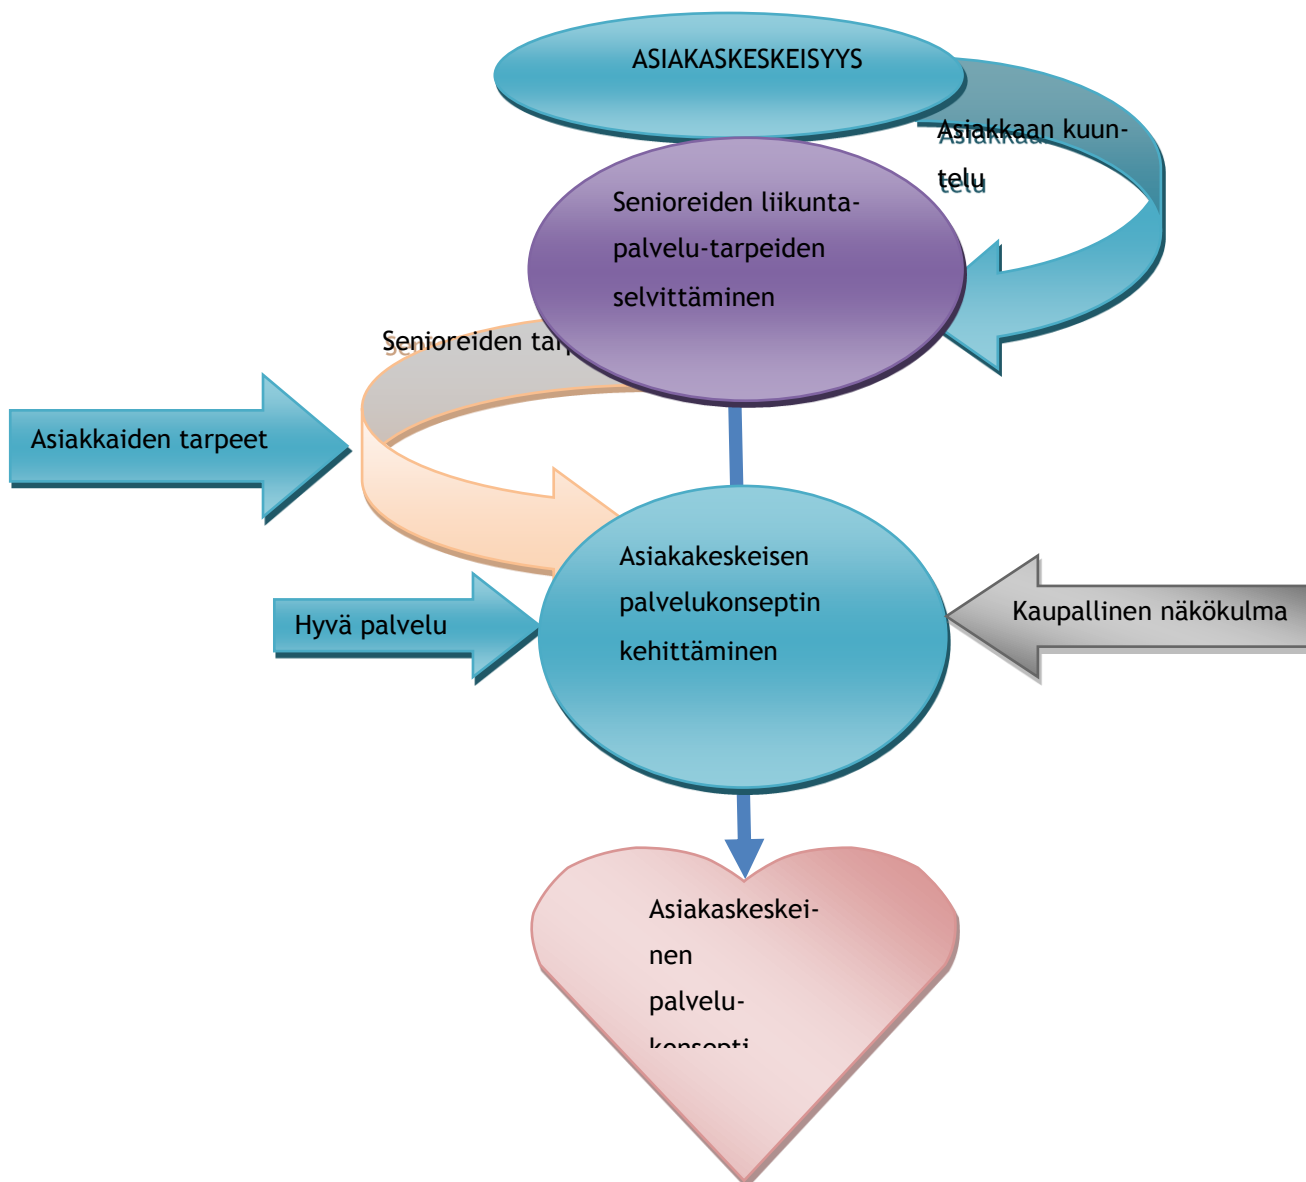 ASIAKASKESKEISYYS
Asiakkaan kuun-
telu
Senioreiden liikunta-
palvelu-tarpeiden
selvittäminen
Senioreiden
Asiakkaiden tarpeet
Asiakakeskeisen
palvelukonseptin
kehittäminen
Hyvä palvelu
Kaupallinen näkökulma
Asiakaskeskei-
nen
palvelu-
konsepti